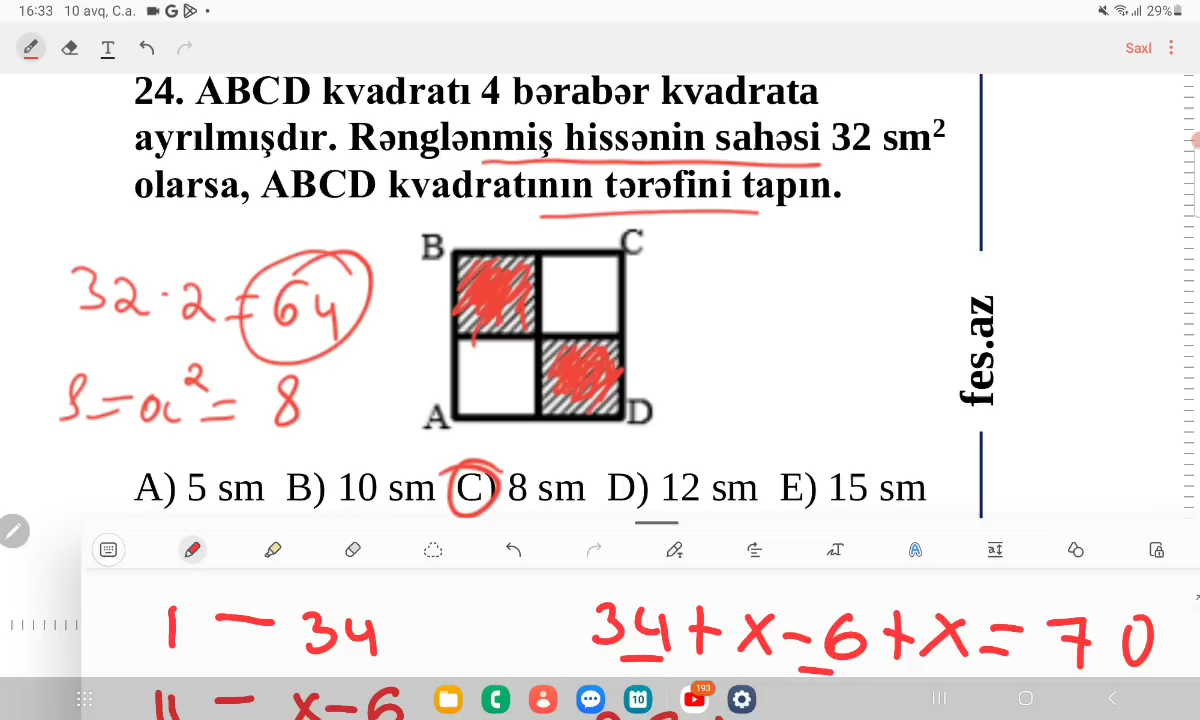 16:33 10 avq, C.a. 29%
Saxl
24. ABCD kvadratı 4 bərabər kvadrata
ayrılmışdır. Rənglənmiş hissənin sahəsi 32 sm²
olarsa, ABCD kvadratının tərəfini tapın.
B C
32 · 2 = 64
S = a² = 8
A D
fes.az
A) 5 sm B) 10 sm C) 8 sm D) 12 sm E) 15 sm
I — 34
34 + x - 6 + x = 70
II — x - 6
10
193